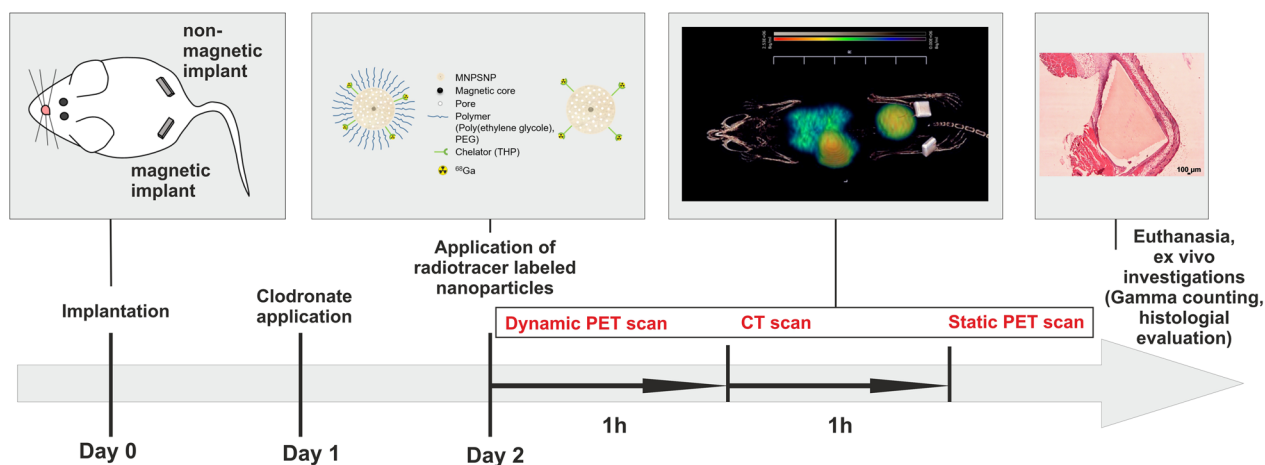 non-
magnetic
implant
magnetic
implant
MNPSNP
Magnetic core
Pore
Polymer
(Poly(ethylene glycole),
PEG)
Chelator (THP)
⁶⁸Ga
100 µm
Implantation
Clodronate
application
Application of
radiotracer labeled
nanoparticles
Euthanasia,
ex vivo
investigations
(Gamma counting,
histologial
evaluation)
Dynamic PET scan
CT scan
Static PET scan
1h
1h
Day 0
Day 1
Day 2